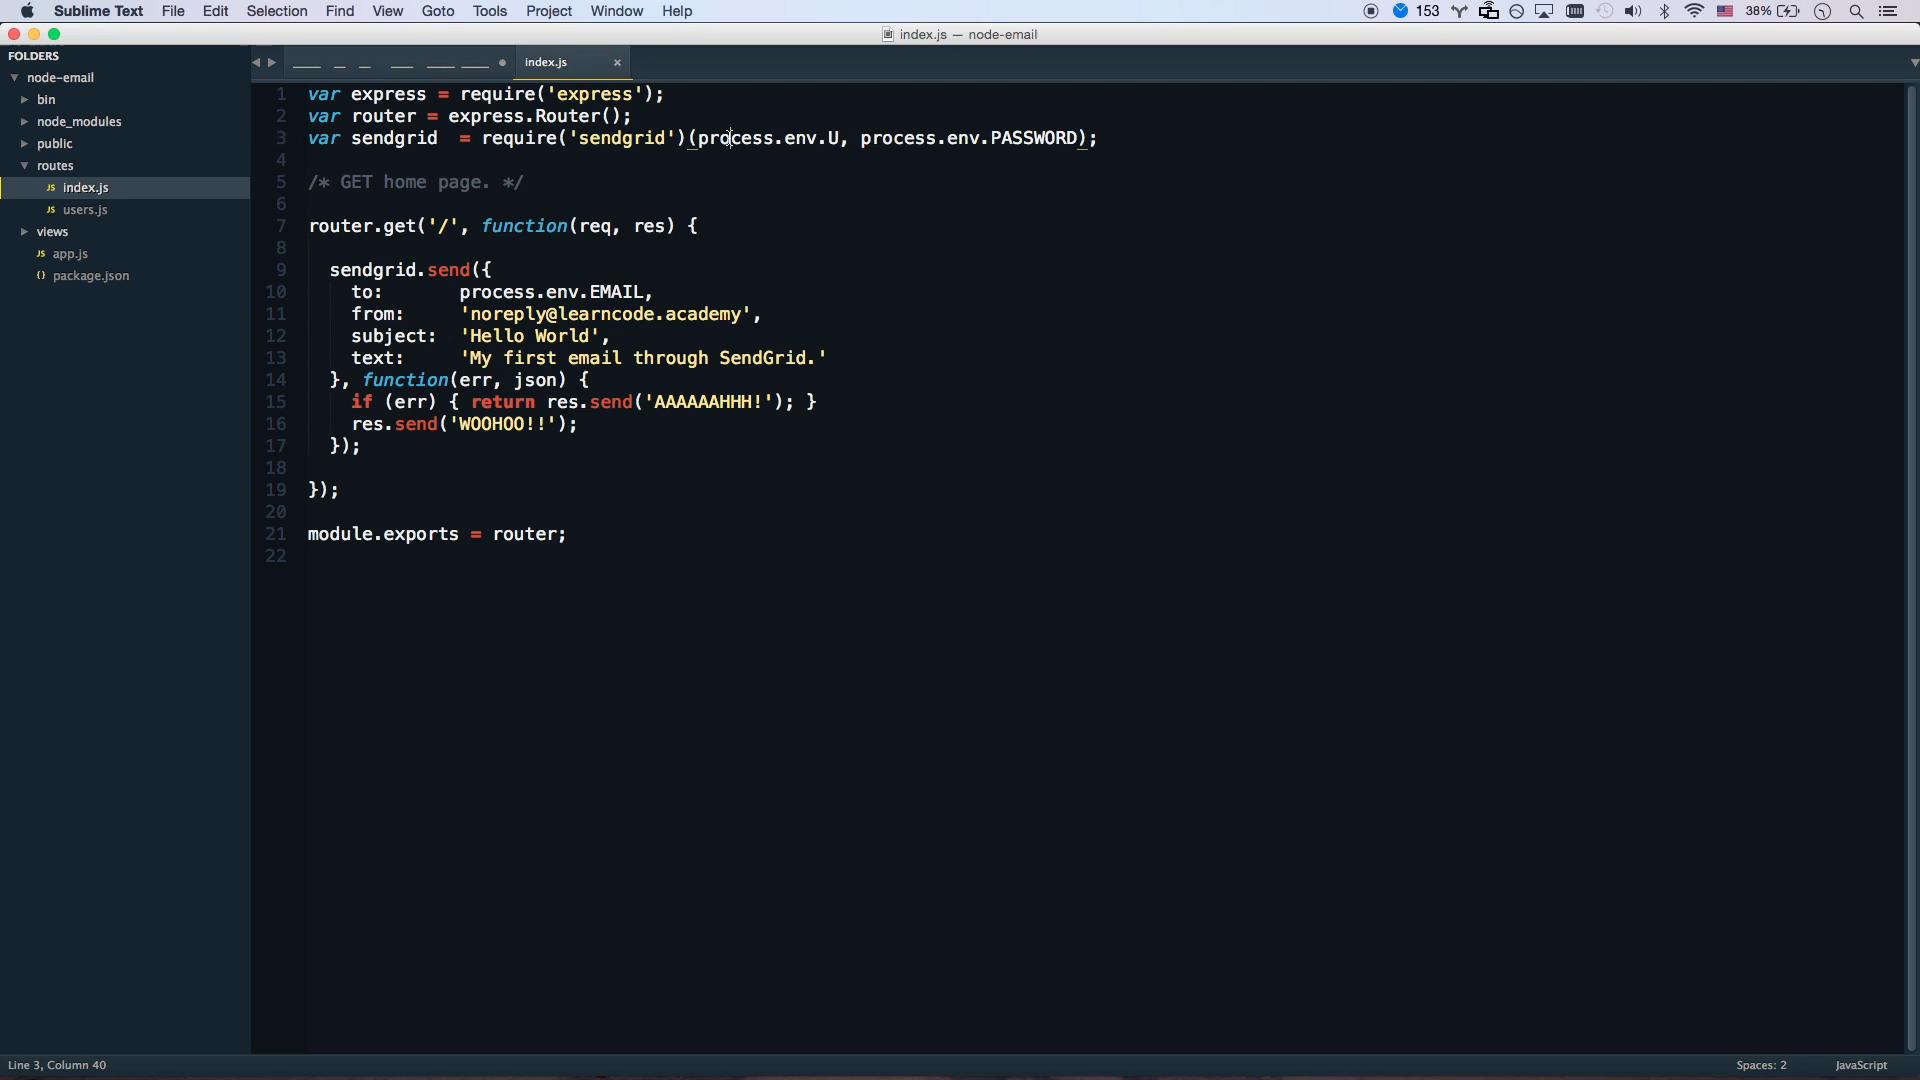 Sublime Text File Edit Selection Find View Goto Tools Project Window Help 153 38%
index.js — node-email
FOLDERS
node-email
bin
node_modules
public
routes
JS index.js
JS users.js
views
JS app.js
{} package.json
index.js ×
1 var express = require('express');
2 var router = express.Router();
3 var sendgrid  = require('sendgrid')(process.env.U, process.env.PASSWORD);
4
5 /* GET home page. */
6
7 router.get('/', function(req, res) {
8
9   sendgrid.send({
10     to:       process.env.EMAIL,
11     from:     'noreply@learncode.academy',
12     subject:  'Hello World',
13     text:     'My first email through SendGrid.'
14   }, function(err, json) {
15     if (err) { return res.send('AAAAAAHHH!'); }
16     res.send('WOOHOO!!');
17   });
18
19 });
20
21 module.exports = router;
22
Line 3, Column 40 Spaces: 2 JavaScript